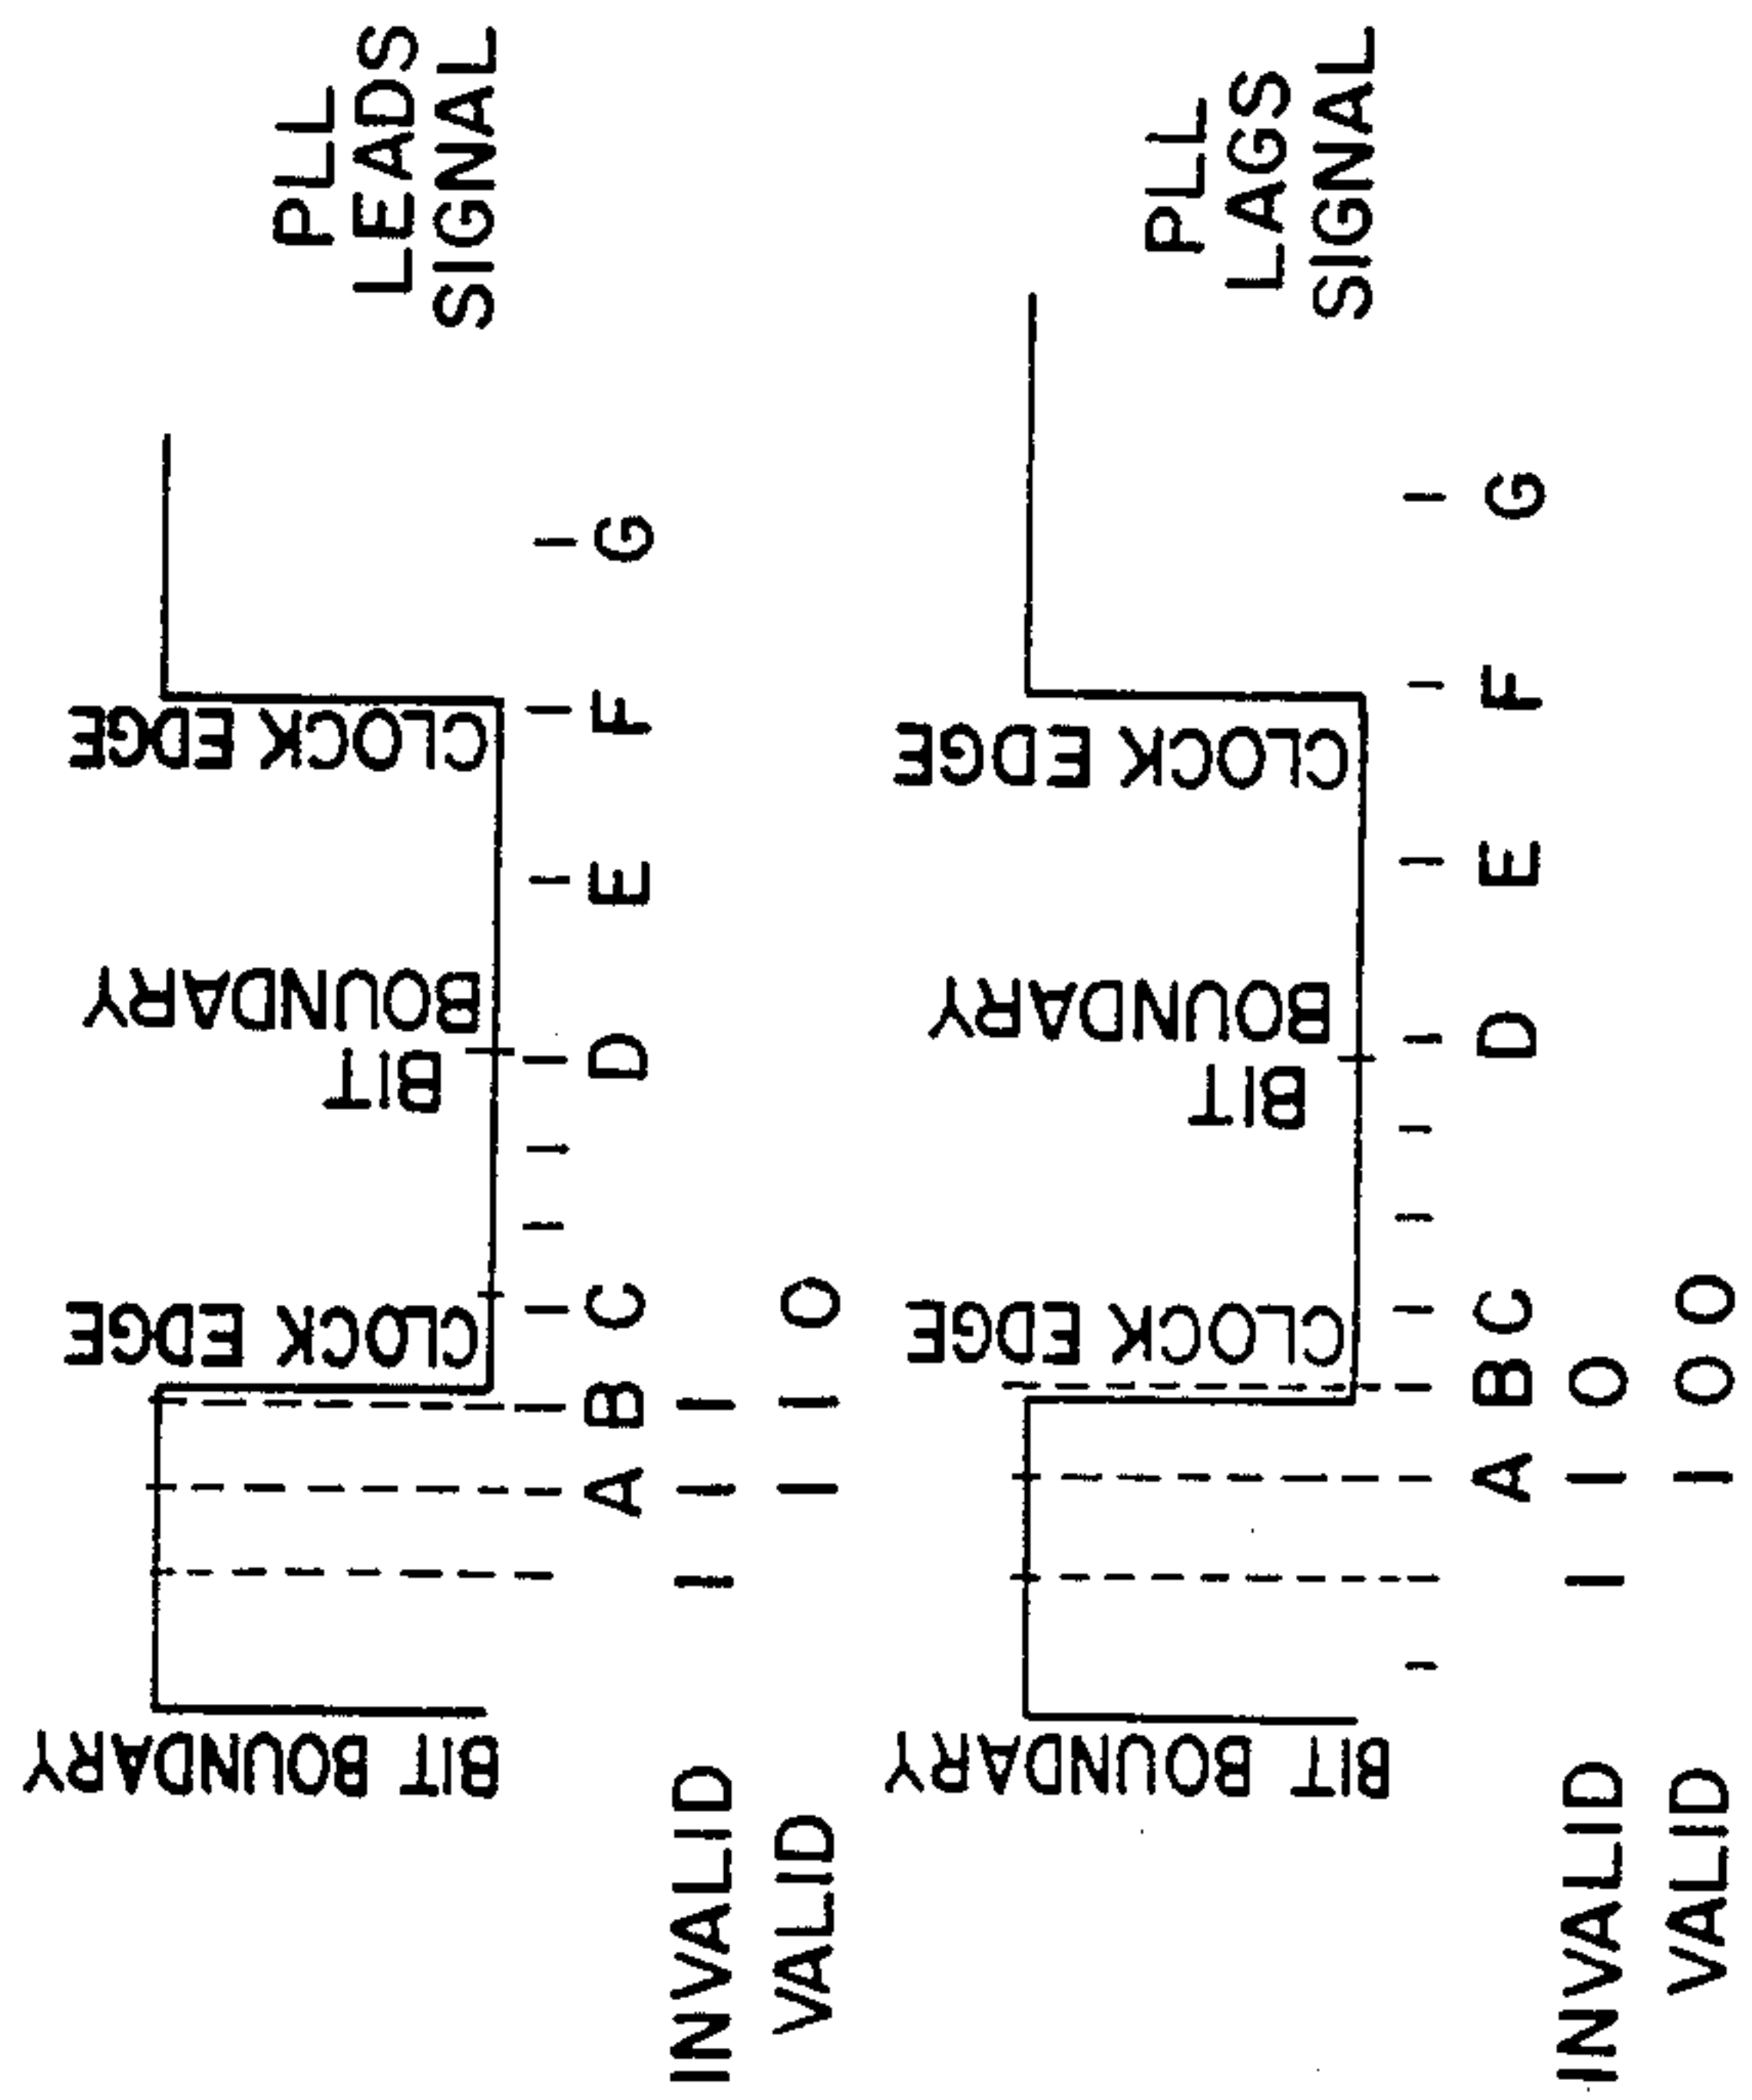 BIT BOUNDARY
CLOCK EDGE
BIT
BOUNDARY
CLOCK EDGE
PLL
LEADS
SIGNAL
A B C D E F G
INVALID 1 1 1
VALID 1 1 0
BIT BOUNDARY
CLOCK EDGE
BIT
BOUNDARY
CLOCK EDGE
PLL
LAGS
SIGNAL
A B C D E F G
INVALID 1 1 0
VALID 1 0 0